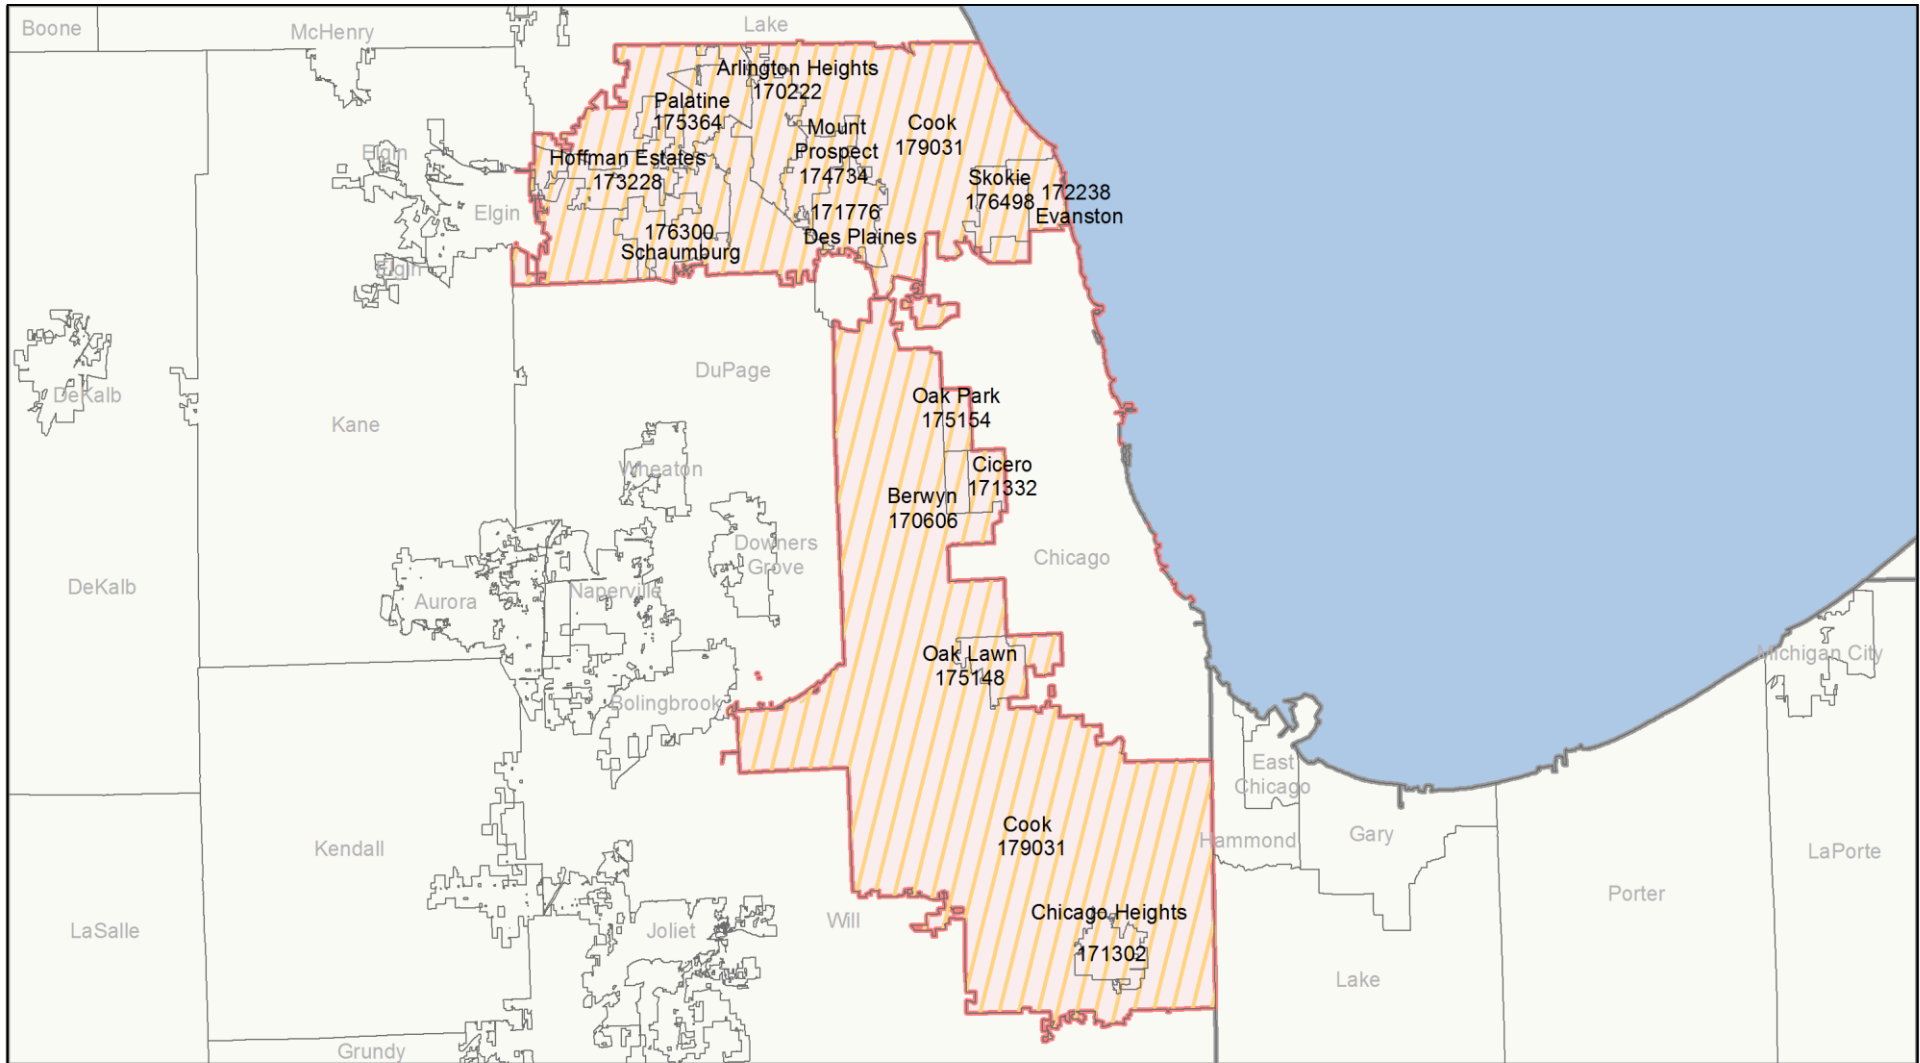 Boone
McHenry
Lake
Arlington Heights
170222
Palatine
175364
Mount
Prospect
174734
Cook
179031
Elgin
Hoffman Estates
173228
Skokie
176498
172238
Evanston
Elgin
171776
Des Plaines
176300
Schaumburg
Elgin
DuPage
DeKalb
Kane
Oak Park
175154
Wheaton
Cicero
171332
Berwyn
170606
Downers
Grove
Chicago
DeKalb
Aurora
Naperville
Oak Lawn
175148
Michigan City
Bolingbrook
East
Chicago
Cook
179031
Kendall
Hammond
Gary
LaPorte
Porter
Chicago Heights
171302
LaSalle
Joliet
Will
Lake
Grundy